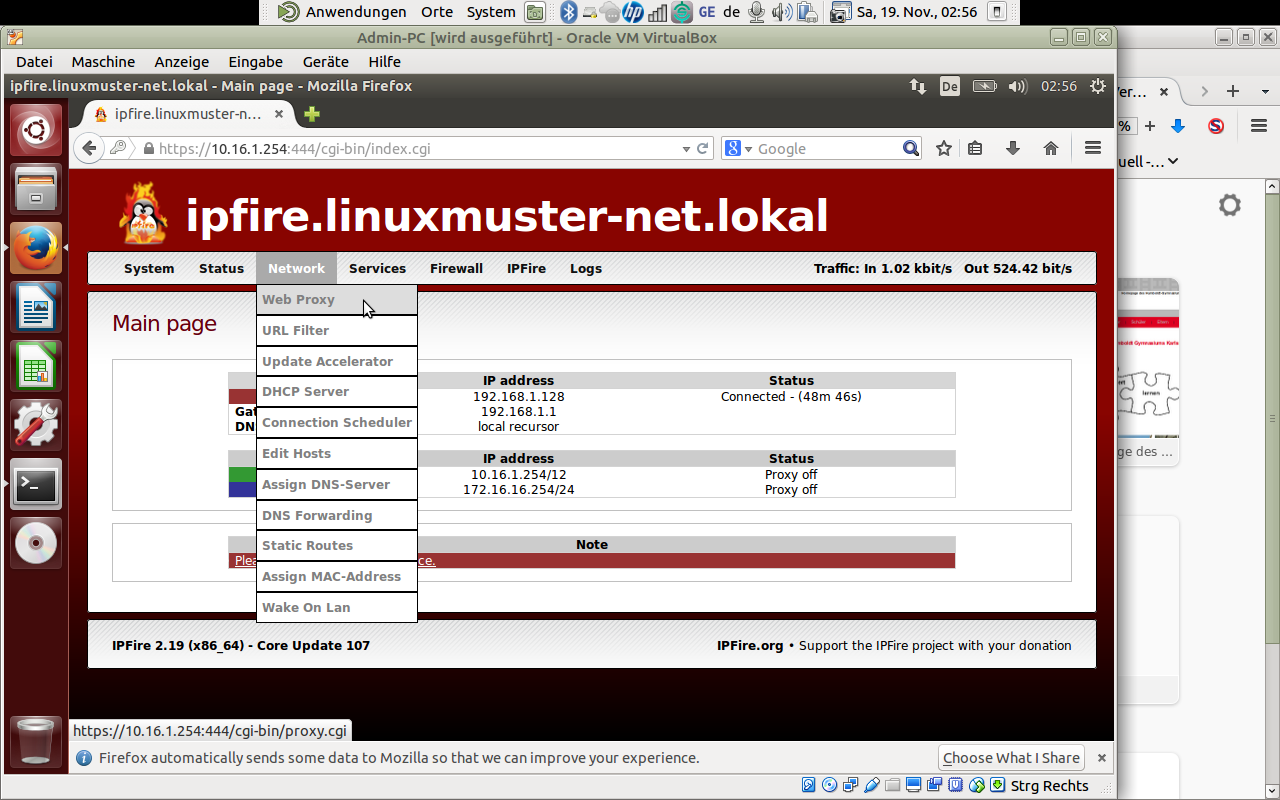 Anwendungen Orte System GE de Sa, 19. Nov., 02:56
Admin-PC [wird ausgeführt] - Oracle VM VirtualBox
Datei Maschine Anzeige Eingabe Geräte Hilfe
ipfire.linuxmuster-net.lokal - Main page - Mozilla Firefox De 02:56
ipfire.linuxmuster-n...
https://10.16.1.254:444/cgi-bin/index.cgi Google
ipfire.linuxmuster-net.lokal
System Status Network Services Firewall IPFire Logs Traffic: In 1.02 kbit/s Out 524.42 bit/s
Web Proxy
URL Filter
Update Accelerator
DHCP Server
Connection Scheduler
Edit Hosts
Assign DNS-Server
DNS Forwarding
Static Routes
Assign MAC-Address
Wake On Lan
Main page
IP address Status
192.168.1.128 Connected - (48m 46s)
192.168.1.1
local recursor
IP address Status
10.16.1.254/12 Proxy off
172.16.16.254/24 Proxy off
Note
IPFire 2.19 (x86_64) - Core Update 107 IPFire.org • Support the IPFire project with your donation
https://10.16.1.254:444/cgi-bin/proxy.cgi
Firefox automatically sends some data to Mozilla so that we can improve your experience. Choose What I Share
Strg Rechts
lernen
ge des ...